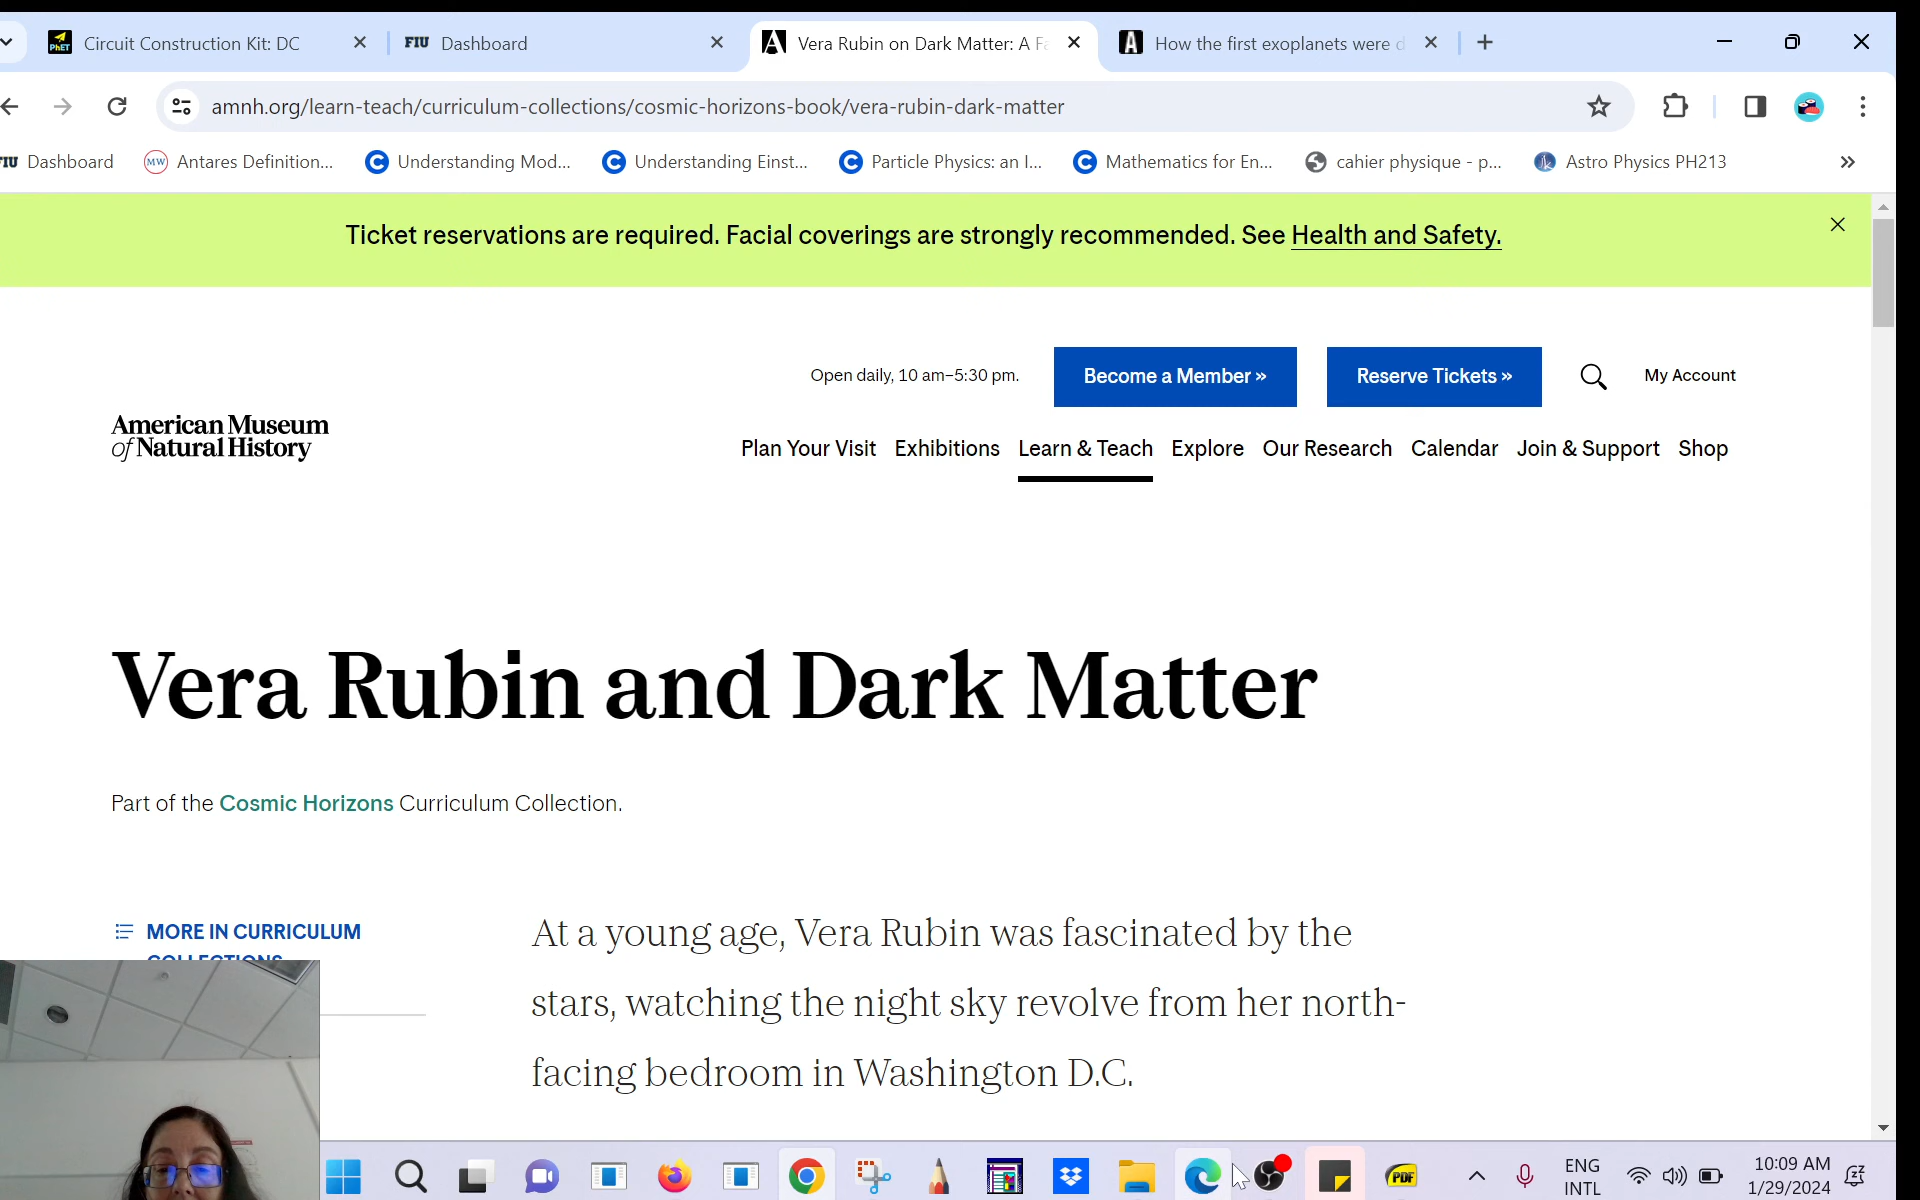 Circuit Construction Kit: DC
FIU Dashboard
Vera Rubin on Dark Matter: A Fa
How the first exoplanets were d
amnh.org/learn-teach/curriculum-collections/cosmic-horizons-book/vera-rubin-dark-matter
Dashboard
MW Antares Definition...
C Understanding Mod...
C Understanding Einst...
C Particle Physics: an I...
C Mathematics for En...
cahier physique - p...
Astro Physics PH213
Ticket reservations are required. Facial coverings are strongly recommended. See Health and Safety.
Open daily, 10 am–5:30 pm.
Become a Member »
Reserve Tickets »
My Account
American Museum
of Natural History
Plan Your Visit Exhibitions Learn & Teach Explore Our Research Calendar Join & Support Shop
Vera Rubin and Dark Matter
Part of the Cosmic Horizons Curriculum Collection.
MORE IN CURRICULUM
COLLECTIONS
At a young age, Vera Rubin was fascinated by the
stars, watching the night sky revolve from her north-
facing bedroom in Washington D.C.
PDF
ENG
INTL
10:09 AM
1/29/2024